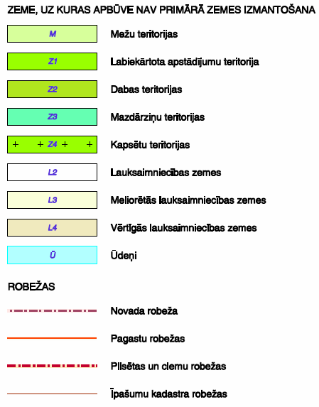 ZEME, UZ KURAS APBŪVE NAV PRIMĀRĀ ZEMES IZMANTOŠANA
M Mežu teritorijas
Z1 Labiekārtota apstādījumu teritorija
Z2 Dabas teritorijas
Z3 Mazdārziņu teritorijas
+ + Z4 + + Kapsētu teritorijas
L2 Lauksaimniecības zemes
L3 Meliorētās lauksaimniecības zemes
L4 Vērtīgās lauksaimniecības zemes
Ū Ūdeņi
ROBEŽAS
Novada robeža
Pagastu robežas
Pilsētas un ciemu robežas
Īpašumu kadastra robežas